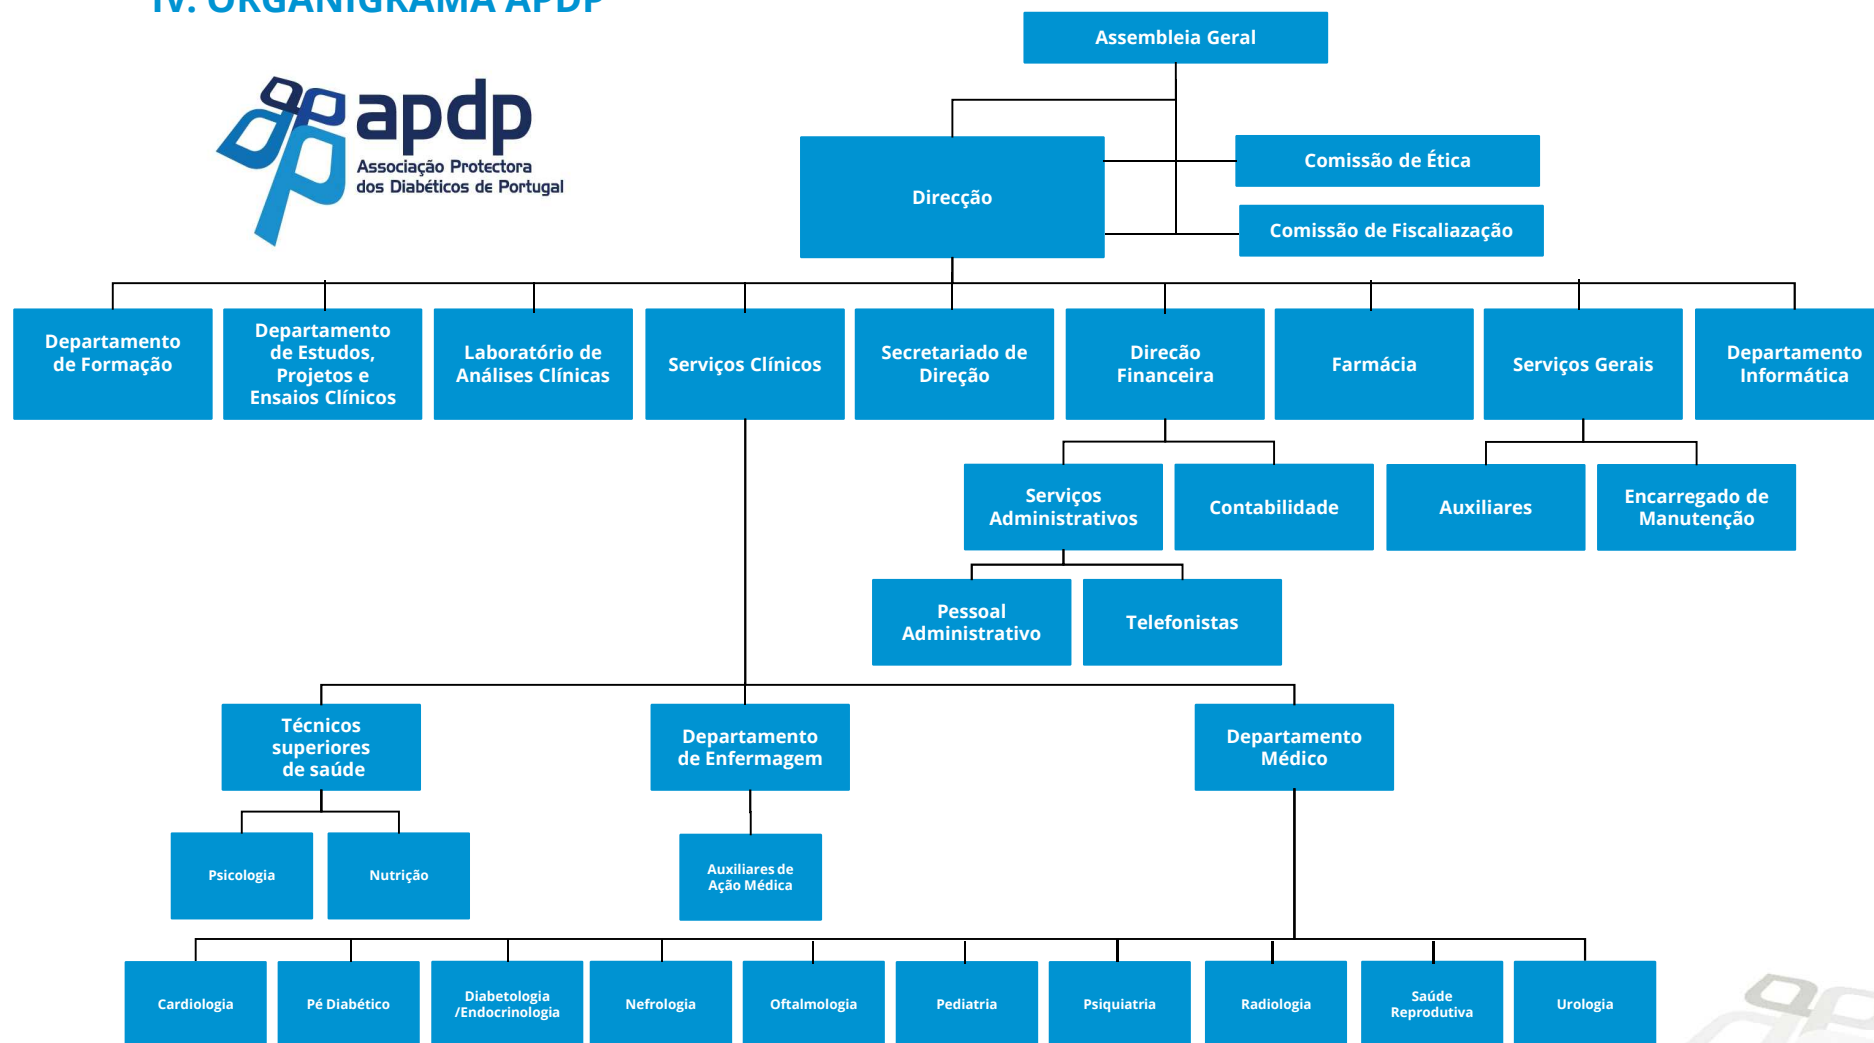 IV. ORGANIGRAMA APDP
Assembleia Geral
apdp
Associação Protectora
dos Diabéticos de Portugal
Direcção
Comissão de Ética
Comissão de Fiscaliazação
Departamento
de Formação
Departamento
de Estudos,
Projetos e
Ensaios Clínicos
Laboratório de
Análises Clínicas
Serviços Clínicos
Secretariado de
Direção
Direcão
Financeira
Farmácia
Serviços Gerais
Departamento
Informática
Serviços
Administrativos
Contabilidade
Auxiliares
Encarregado de
Manutenção
Pessoal
Administrativo
Telefonistas
Técnicos
superiores
de saúde
Departamento
de Enfermagem
Departamento
Médico
Psicologia
Nutrição
Auxiliares de
Ação Médica
Cardiologia
Pé Diabético
Diabetologia
/Endocrinologia
Nefrologia
Oftalmologia
Pediatria
Psiquiatria
Radiologia
Saúde
Reprodutiva
Urologia